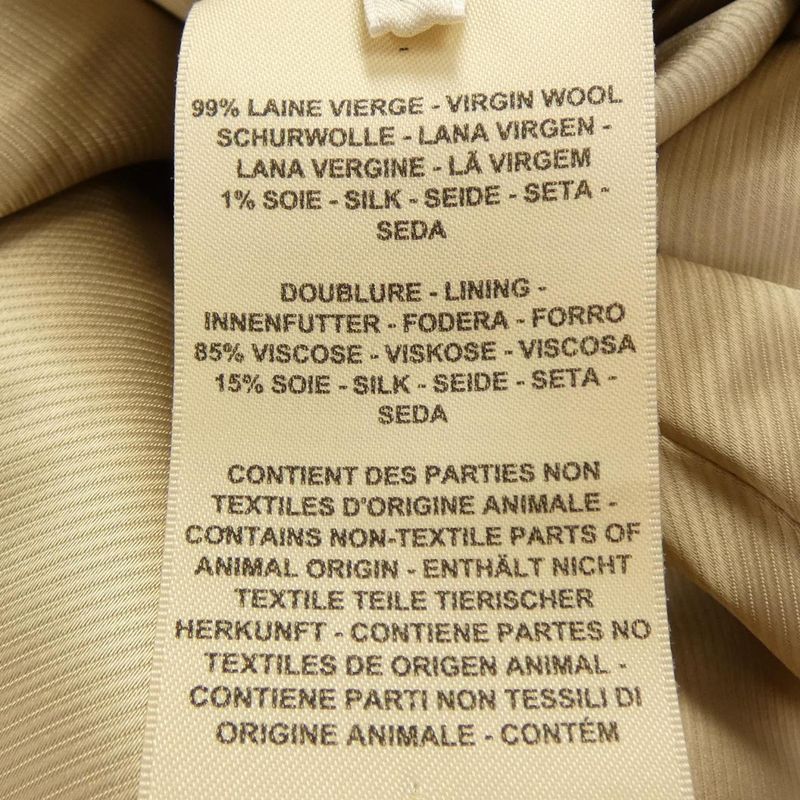 99% LAINE VIERGE - VIRGIN WOOL
SCHURWOLLE - LANA VIRGEN -
LANA VERGINE - LÃ VIRGEM
1% SOIE - SILK - SEIDE - SETA -
SEDA
DOUBLURE - LINING -
INNENFUTTER - FODERA - FORRO
85% VISCOSE - VISKOSE - VISCOSA
15% SOIE - SILK - SEIDE - SETA -
SEDA
CONTIENT DES PARTIES NON
TEXTILES D'ORIGINE ANIMALE -
CONTAINS NON-TEXTILE PARTS OF
ANIMAL ORIGIN - ENTHÄLT NICHT
TEXTILE TEILE TIERISCHER
HERKUNFT - CONTIENE PARTES NO
TEXTILES DE ORIGEN ANIMAL -
CONTIENE PARTI NON TESSILI DI
ORIGINE ANIMALE - CONTÉM